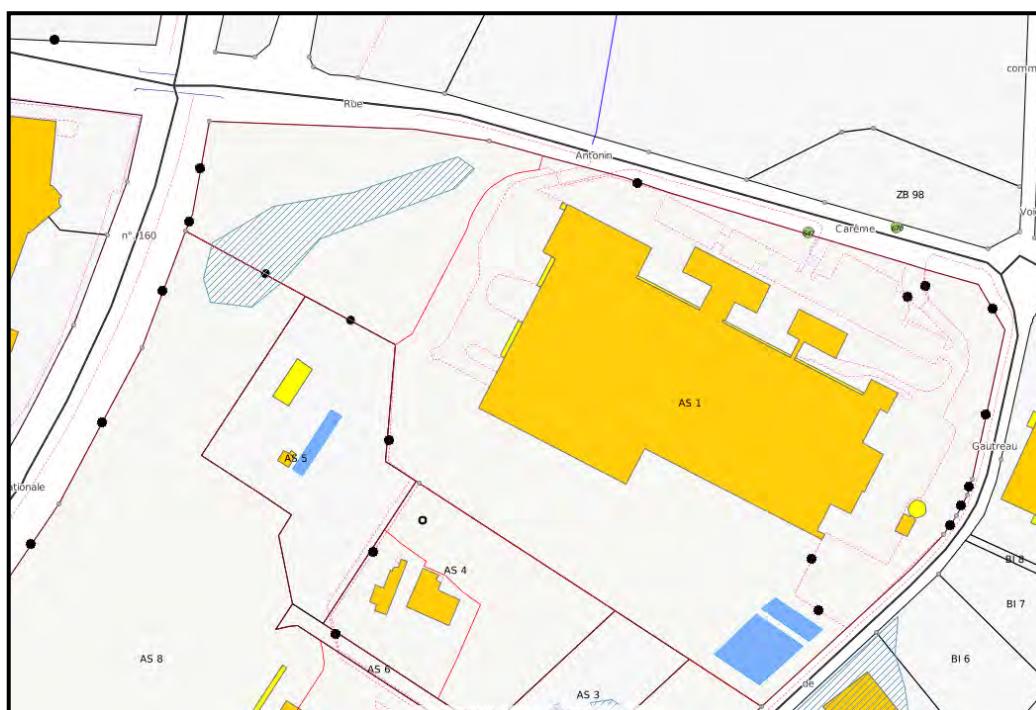 comm
Rue
Antonin
ZB 98
Voi
Carême
n° 160
AS 1
Gautreau
AS 5
ationale
BI 8
AS 4
BI 7
AS 8
AS 6
BI 6
de
AS 3